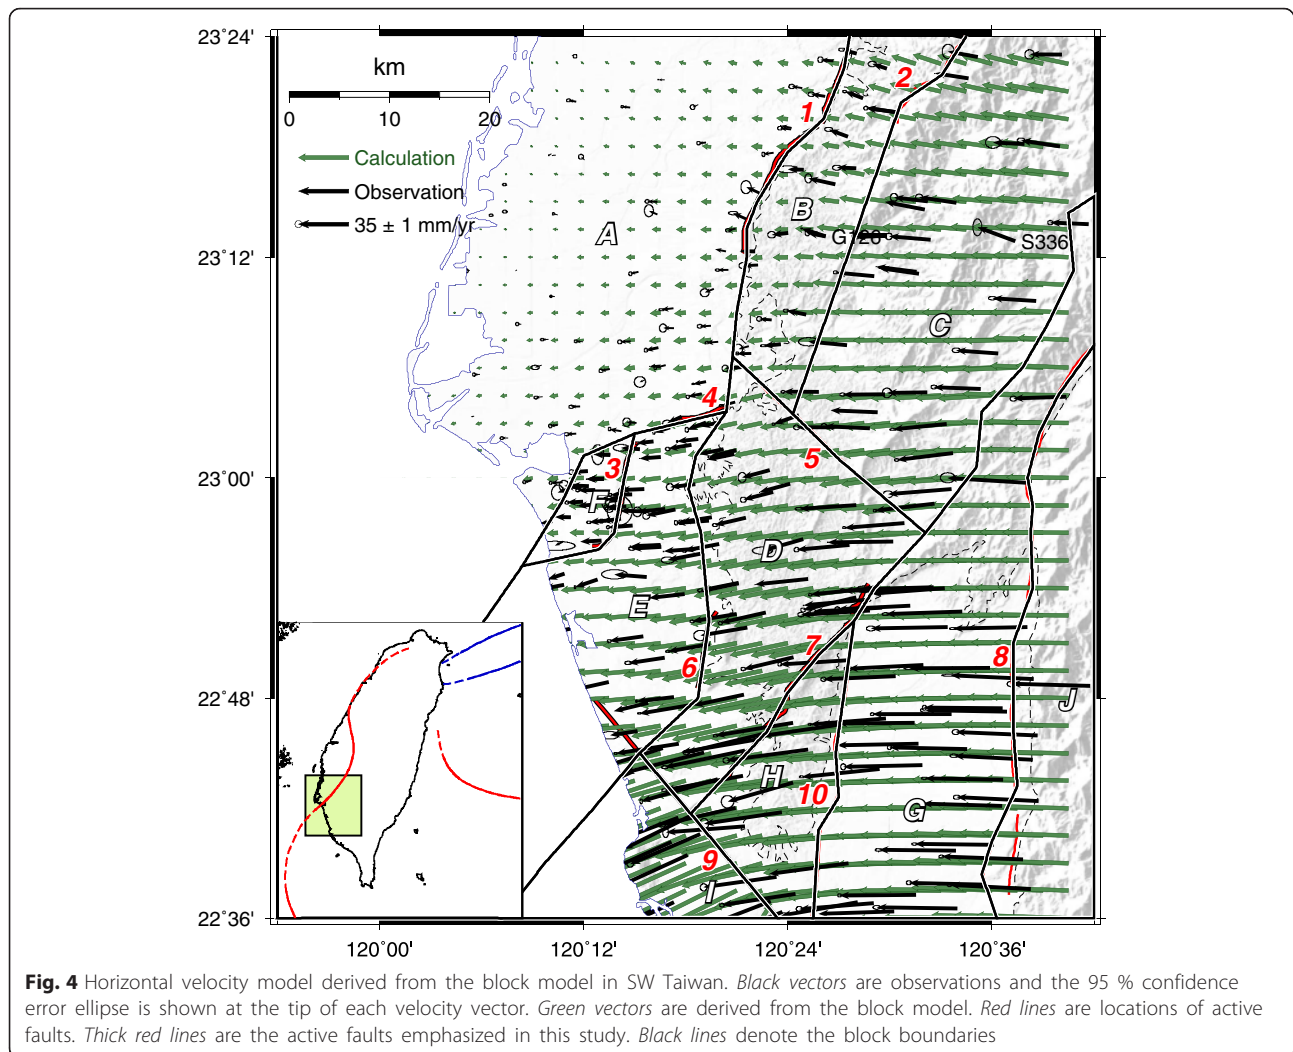 23°24'
km
0 10 20
Calculation
Observation
35 ± 1 mm/yr
1
2
A
B
G120
S336
23°12'
C
4
5
3
23°00'
F
D
E
7
6
8
22°48'
J
H
10
G
9
I
22°36'
120°00' 120°12' 120°24' 120°36'
Fig. 4 Horizontal velocity model derived from the block model in SW Taiwan. Black vectors are observations and the 95 % confidence
error ellipse is shown at the tip of each velocity vector. Green vectors are derived from the block model. Red lines are locations of active
faults. Thick red lines are the active faults emphasized in this study. Black lines denote the block boundaries